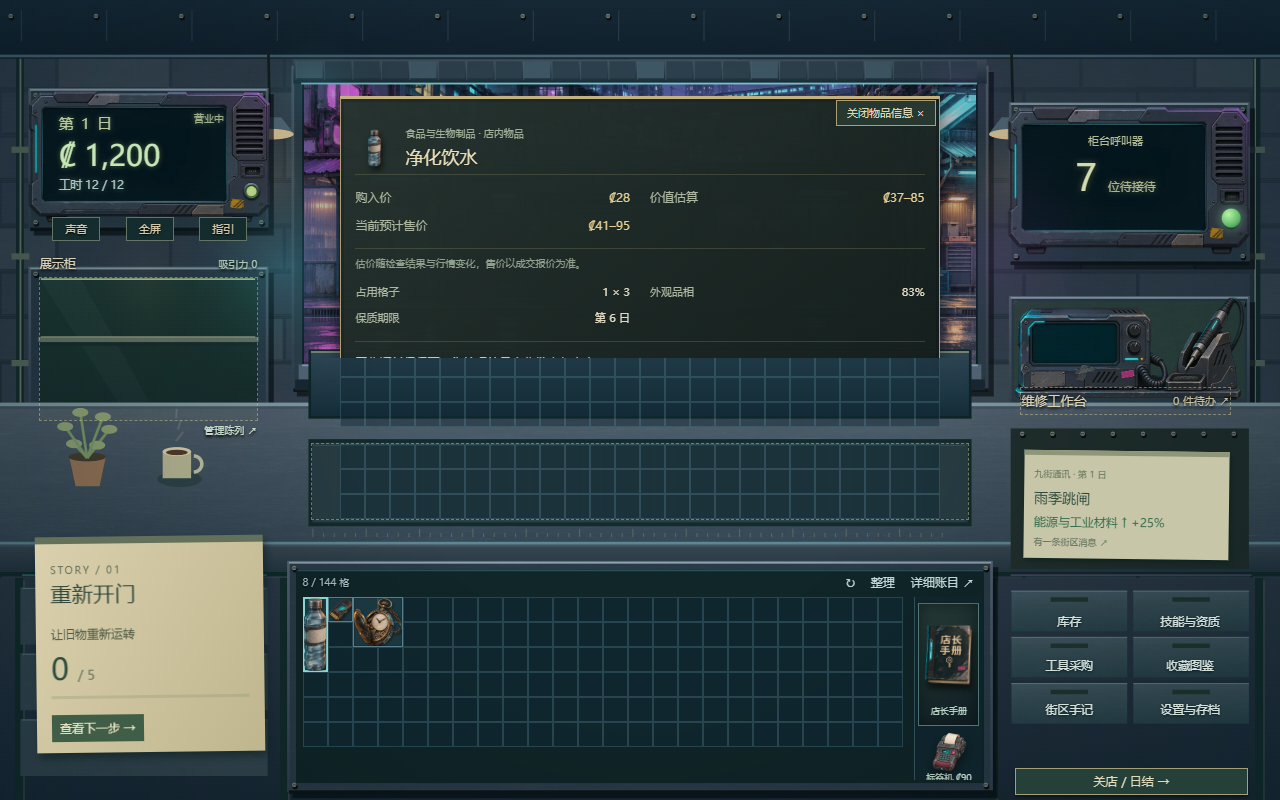 第 1 日
营业中
₡ 1,200
工时 12 / 12
声音
全屏
指引
展示柜
吸引力 0
管理陈列 ↗
关闭物品信息 ×
食品与生物制品 · 店内物品
净化饮水
购入价
₡28
价值估算
₡37–85
当前预计售价
₡41–95
估价随检查结果与行情变化，售价以成交报价为准。
占用格子
1 × 3
外观品相
83%
保质期限
第 6 日
柜台呼叫器
7 位待接待
维修工作台
0 件待办 ↗
九街通讯 · 第 1 日
雨季跳闸
能源与工业材料 ↑ +25%
有一条街区消息 ↗
STORY / 01
重新开门
让旧物重新运转
0 / 5
查看下一步 →
8 / 144 格
↻
整理
详细账目 ↗
店长
手册
店长手册
标签机 ₡90
库存
技能与资质
工具采购
收藏图鉴
街区手记
设置与存档
关店 / 日结 →